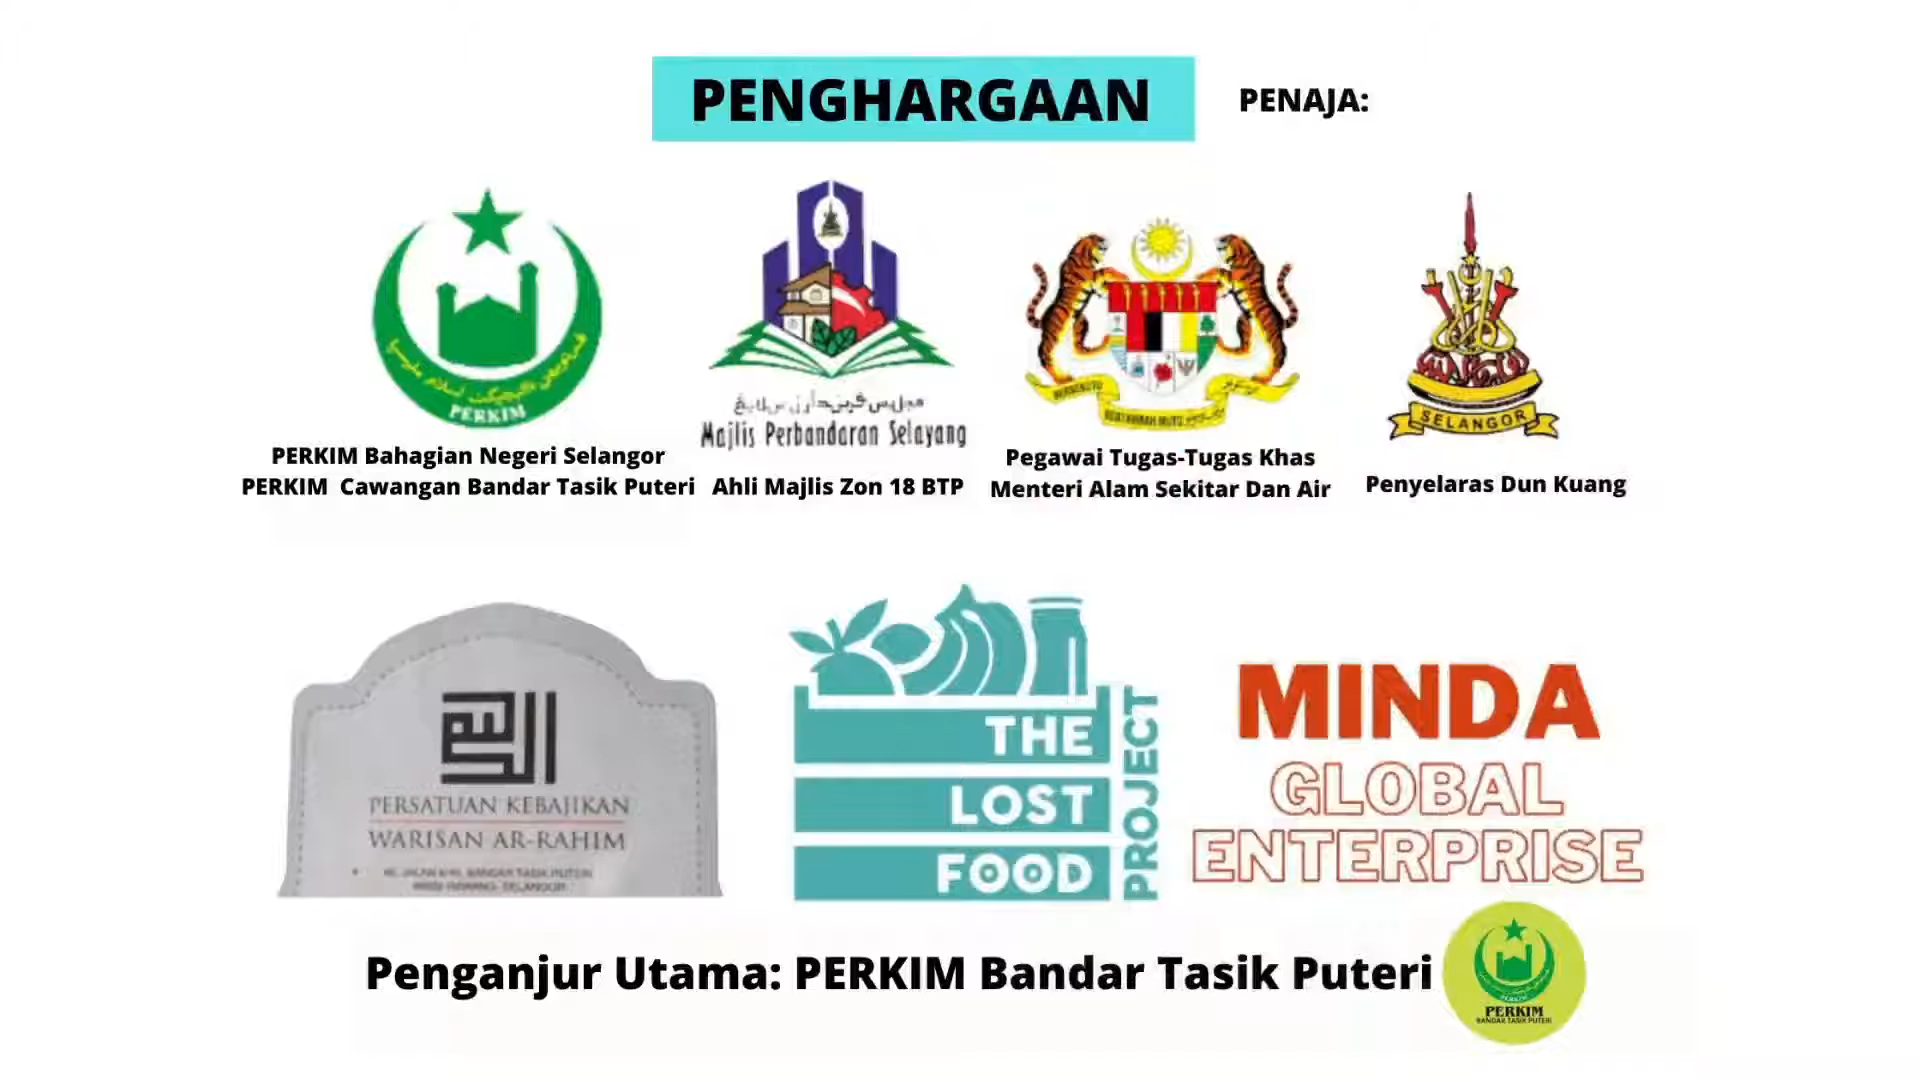 PENGHARGAAN
PENAJA:
PERKIM
PERKIM Bahagian Negeri Selangor
PERKIM Cawangan Bandar Tasik Puteri
Majlis Perbandaran Selayang
Ahli Majlis Zon 18 BTP
Pegawai Tugas-Tugas Khas
Menteri Alam Sekitar Dan Air
SELANGOR
Penyelaras Dun Kuang
PERSATUAN KEBAJIKAN
WARISAN AR-RAHIM
THE
LOST
FOOD
PROJECT
MINDA
GLOBAL
ENTERPRISE
Penganjur Utama: PERKIM Bandar Tasik Puteri
PERKIM
BANDAR TASIK PUTERI